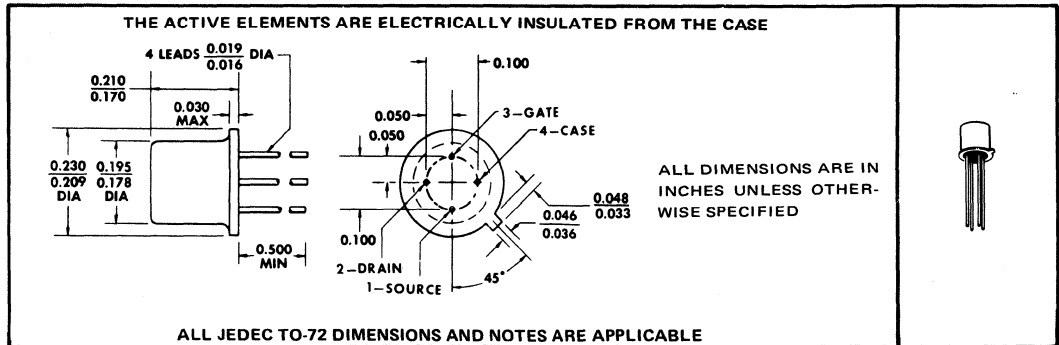 THE ACTIVE ELEMENTS ARE ELECTRICALLY INSULATED FROM THE CASE
4 LEADS 0.019 DIA
0.016
0.210
0.170
0.030
MAX
0.230
0.209
DIA
0.195
0.178
DIA
0.500
MIN
0.100
0.050
0.050
3–GATE
4–CASE
0.048
0.033
0.046
0.036
0.100
2–DRAIN
1–SOURCE
45°
ALL DIMENSIONS ARE IN
INCHES UNLESS OTHER-
WISE SPECIFIED
ALL JEDEC TO-72 DIMENSIONS AND NOTES ARE APPLICABLE